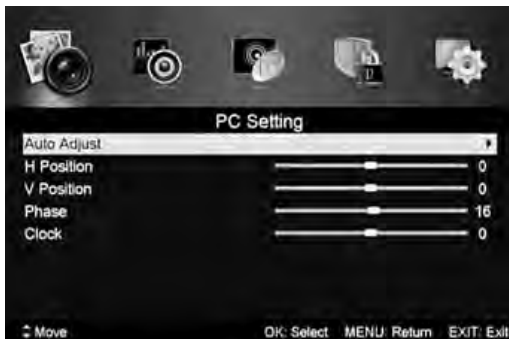 PC Setting
Auto Adjust
H Position 0
V Position 0
Phase 16
Clock 0
Move OK: Select MENU: Return EXIT: Exit